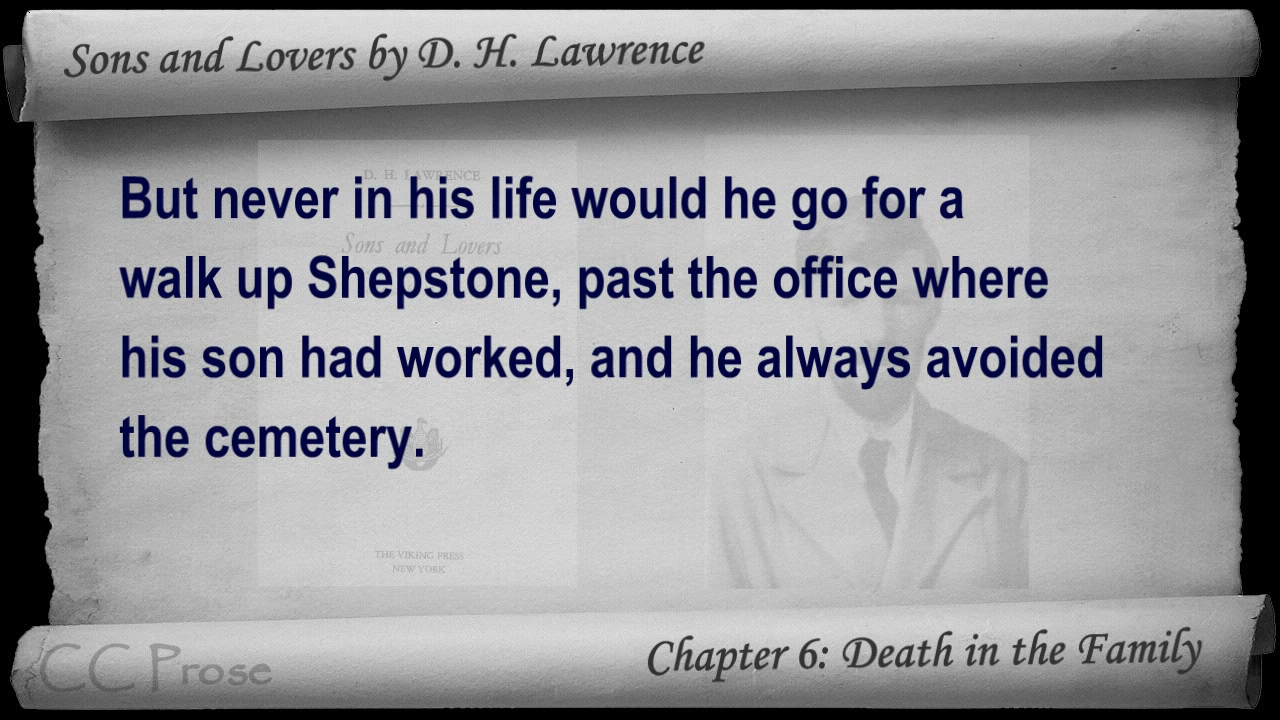 Sons and Lovers by D. H. Lawrence
D. H. LAWRENCE
Sons and Lovers
But never in his life would he go for a
walk up Shepstone, past the office where
his son had worked, and he always avoided
the cemetery.
THE VIKING PRESS
NEW YORK
CC Prose
Chapter 6: Death in the Family